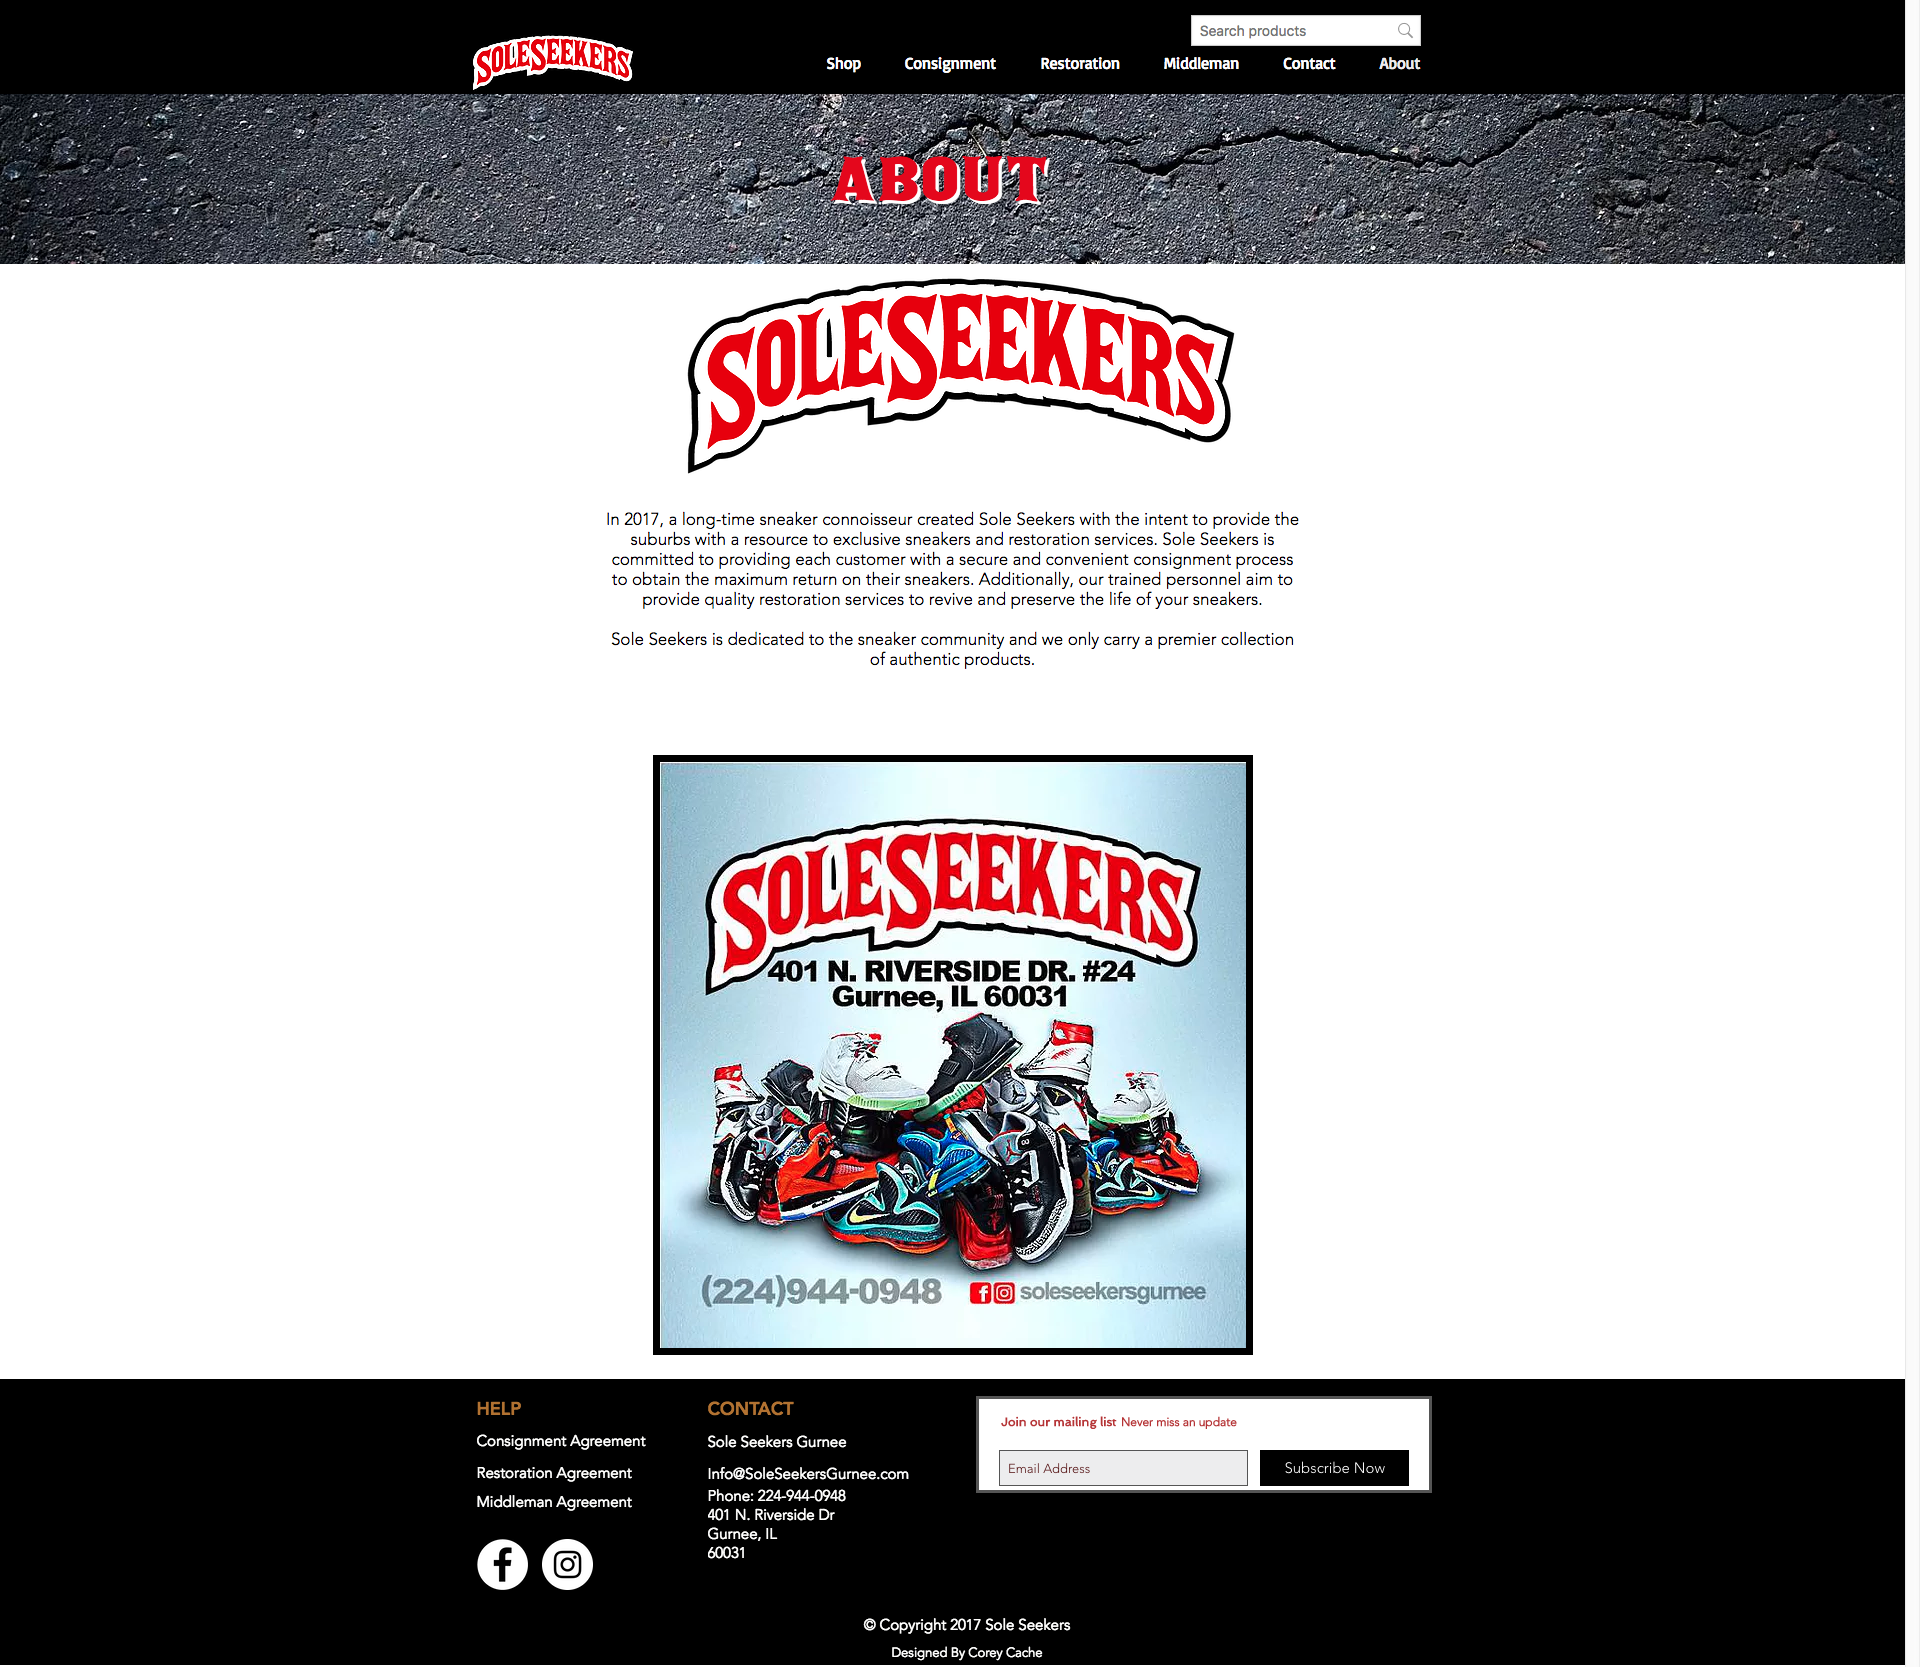 SOLESEEKERS
Search products
Shop Consignment Restoration Middleman Contact About
ABOUT
SOLESEEKERS
In 2017, a long-time sneaker connoisseur created Sole Seekers with the intent to provide the
suburbs with a resource to exclusive sneakers and restoration services. Sole Seekers is
committed to providing each customer with a secure and convenient consignment process
to obtain the maximum return on their sneakers. Additionally, our trained personnel aim to
provide quality restoration services to revive and preserve the life of your sneakers.
Sole Seekers is dedicated to the sneaker community and we only carry a premier collection
of authentic products.
SOLESEEKERS
401 N. RIVERSIDE DR. #24
Gurnee, IL 60031
(224)944-0948 soleseekersgurnee
HELP
Consignment Agreement
Restoration Agreement
Middleman Agreement
CONTACT
Sole Seekers Gurnee
Info@SoleSeekersGurnee.com
Phone: 224-944-0948
401 N. Riverside Dr
Gurnee, IL
60031
Join our mailing list Never miss an update
Email Address
Subscribe Now
© Copyright 2017 Sole Seekers
Designed By Corey Cache